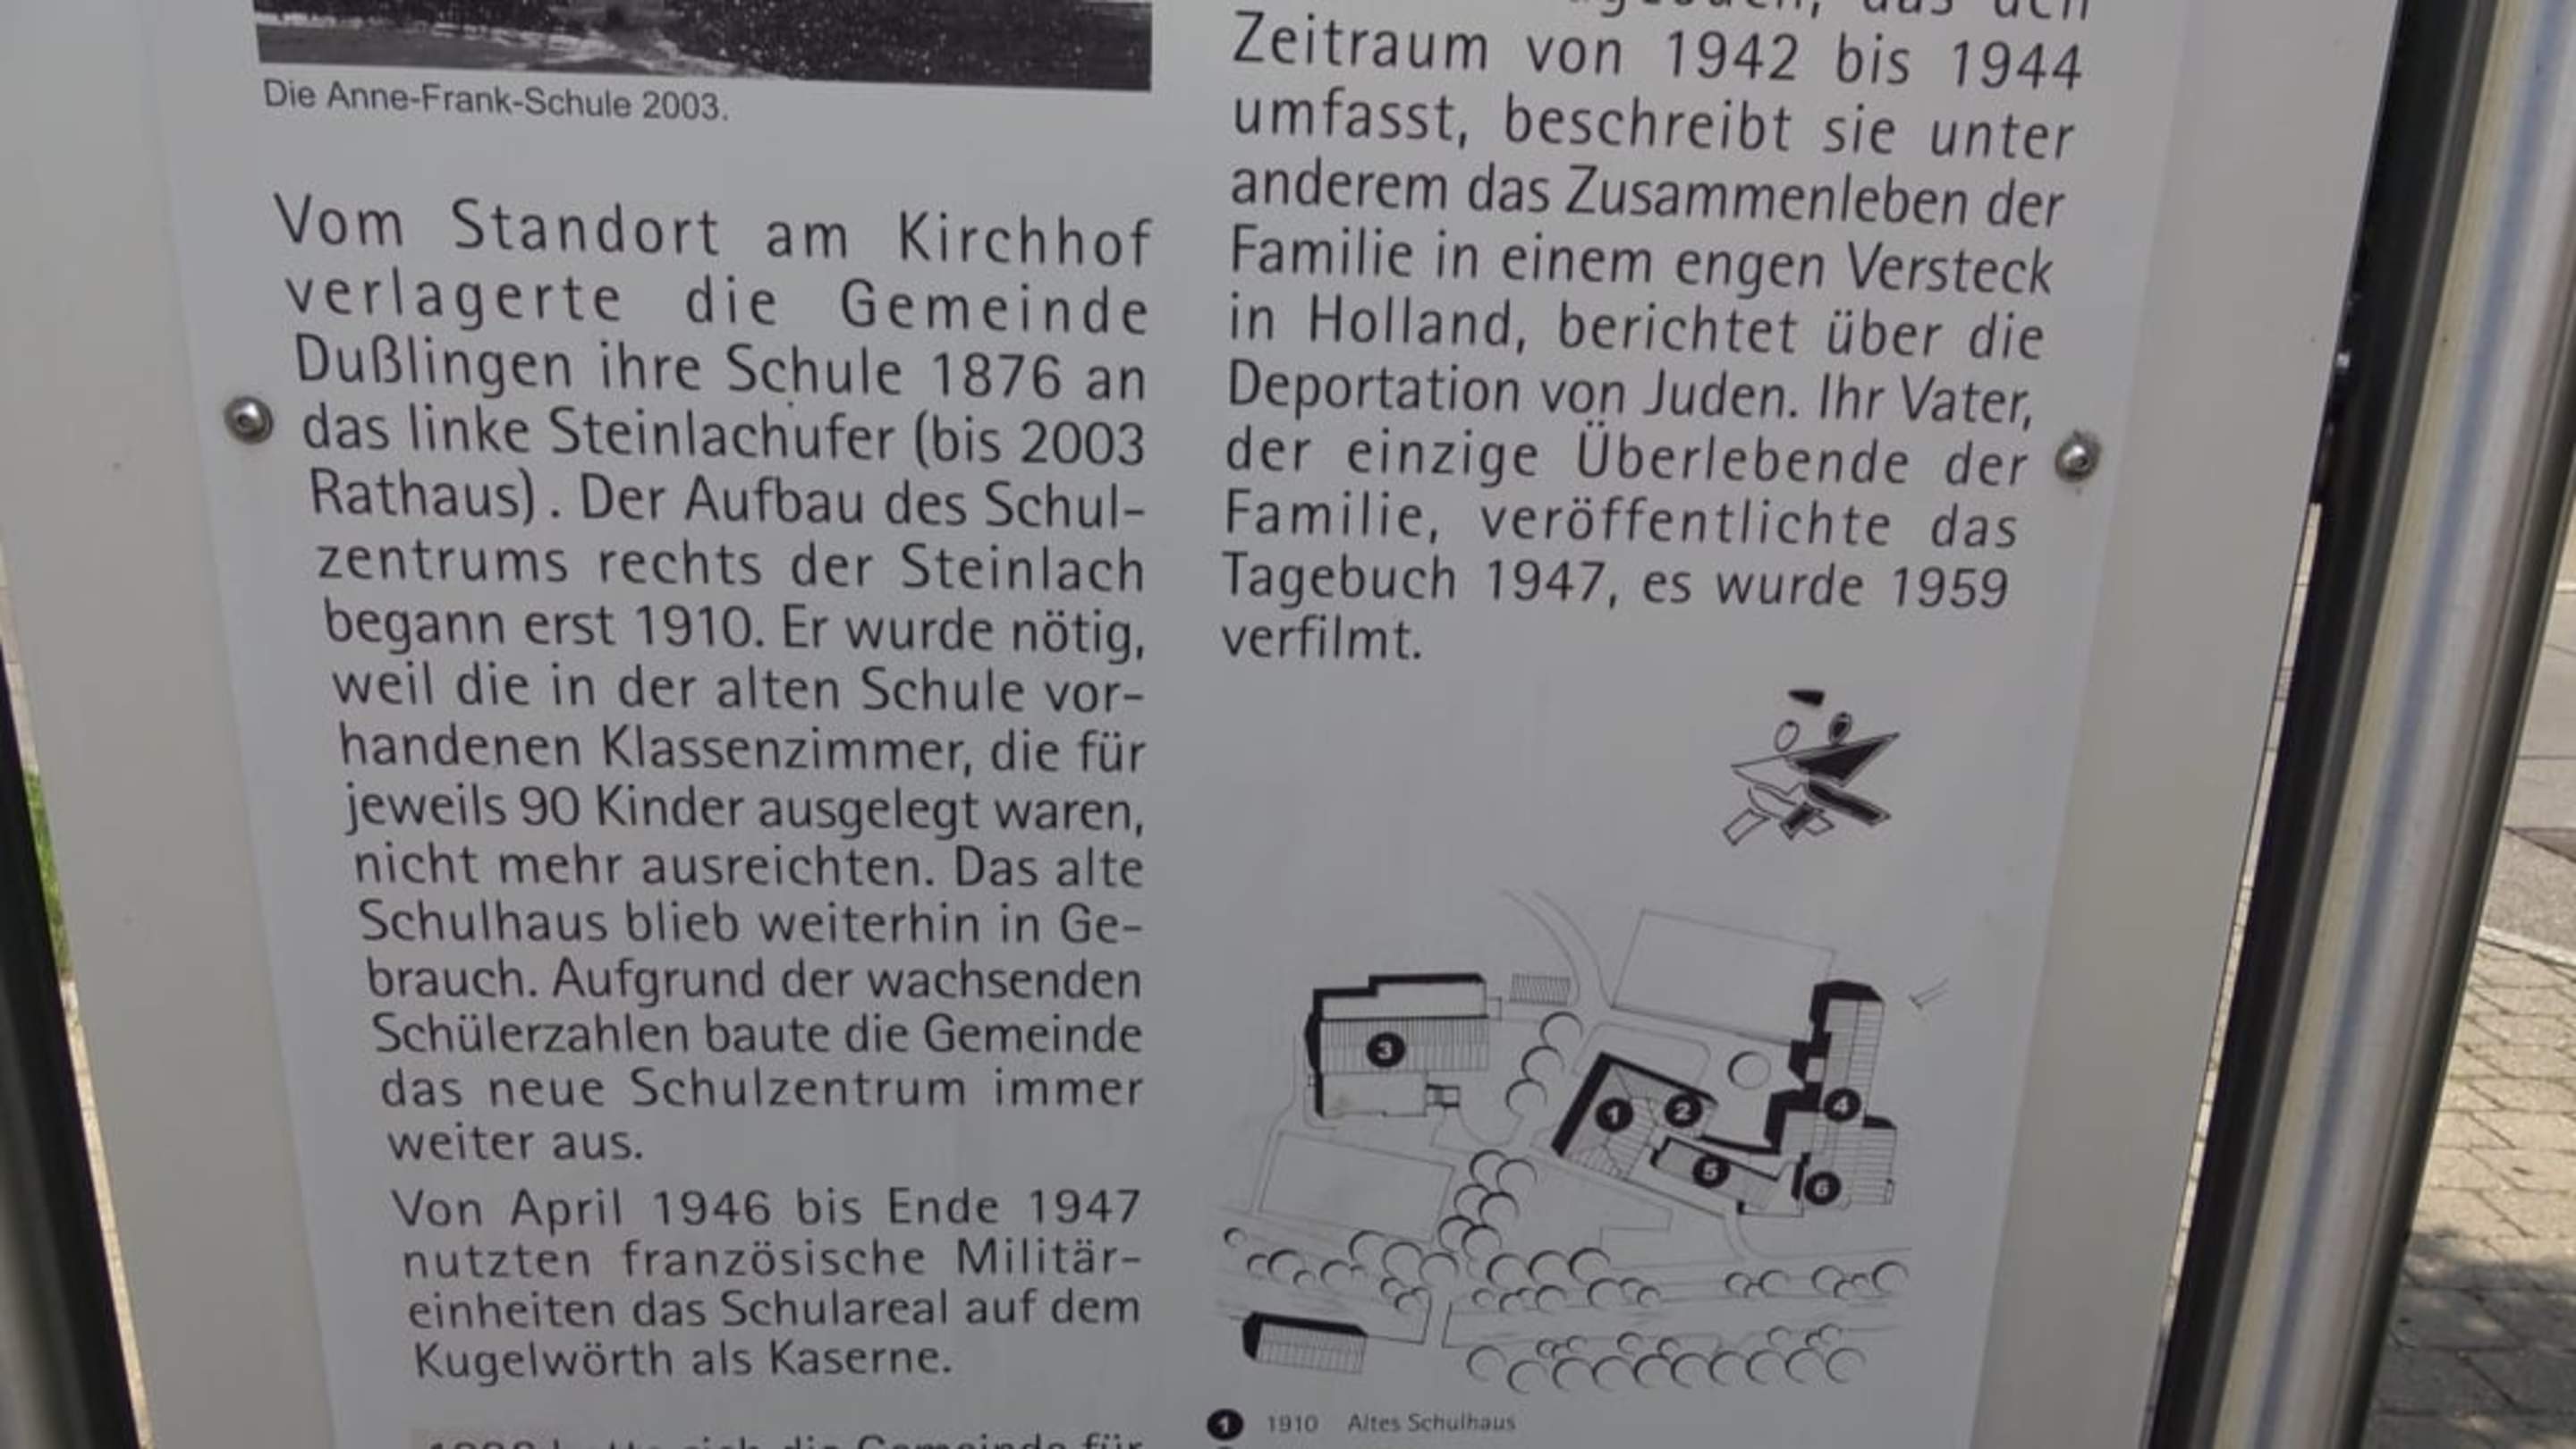 Die Anne-Frank-Schule 2003.
Vom Standort am Kirchhof
verlagerte die Gemeinde
Dußlingen ihre Schule 1876 an
das linke Steinlachufer (bis 2003
Rathaus). Der Aufbau des Schul-
zentrums rechts der Steinlach
begann erst 1910. Er wurde nötig,
weil die in der alten Schule vor-
handenen Klassenzimmer, die für
jeweils 90 Kinder ausgelegt waren,
nicht mehr ausreichten. Das alte
Schulhaus blieb weiterhin in Ge-
brauch. Aufgrund der wachsenden
Schülerzahlen baute die Gemeinde
das neue Schulzentrum immer
weiter aus.
Von April 1946 bis Ende 1947
nutzten französische Militär-
einheiten das Schulareal auf dem
Kugelwörth als Kaserne.
sich die Gemeinde für
das den
Zeitraum von 1942 bis 1944
umfasst, beschreibt sie unter
anderem das Zusammenleben der
Familie in einem engen Versteck
in Holland, berichtet über die
Deportation von Juden. Ihr Vater,
der einzige Überlebende der
Familie, veröffentlichte das
Tagebuch 1947, es wurde 1959
verfilmt.
3
1 2
4
5
6
1 1910 Altes Schulhaus